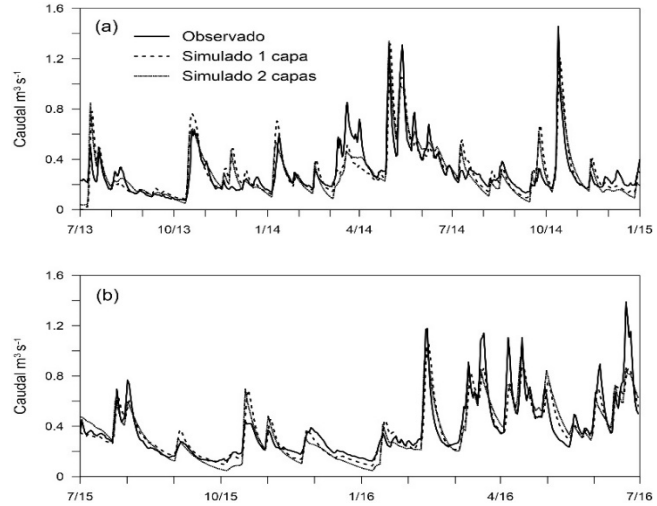 (a)
Observado
Simulado 1 capa
Simulado 2 capas
Caudal m³ s⁻¹
1.6
1.2
0.8
0.4
0
7/13 10/13 1/14 4/14 7/14 10/14 1/15
(b)
Caudal m³ s⁻¹
1.6
1.2
0.8
0.4
0
7/15 10/15 1/16 4/16 7/16